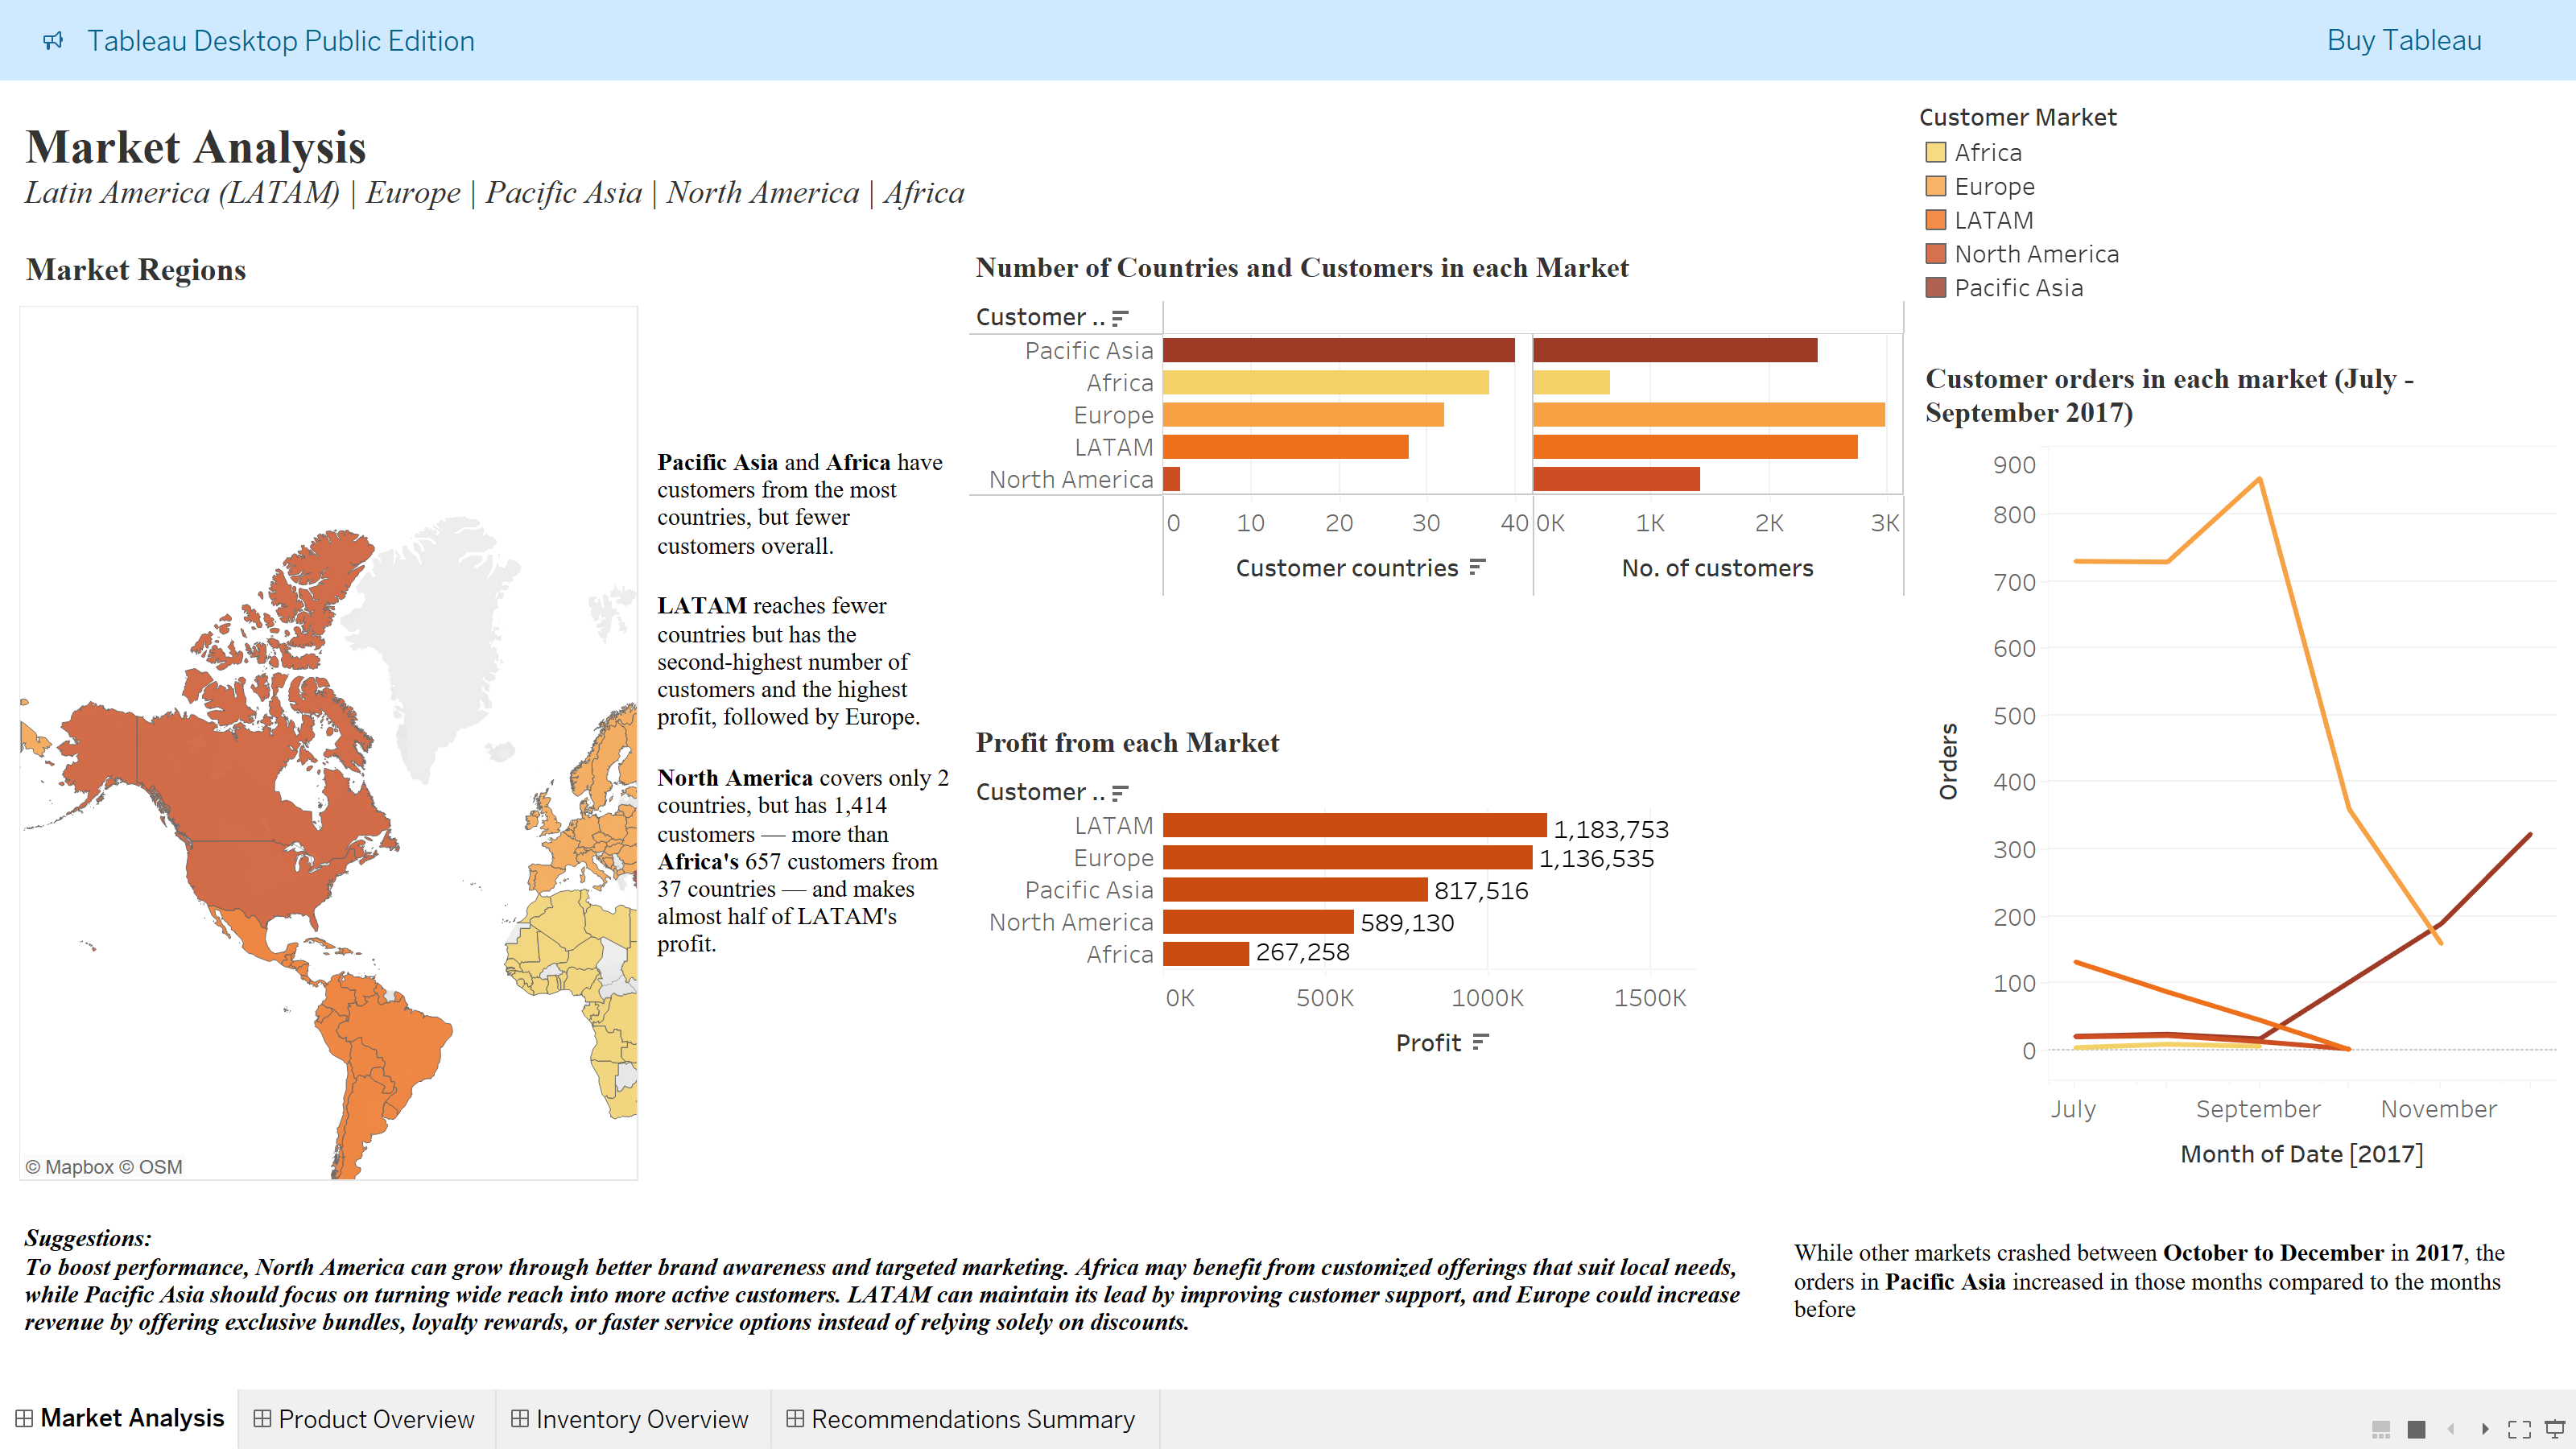 Tableau Desktop Public Edition
Buy Tableau
Market Analysis
Latin America (LATAM) | Europe | Pacific Asia | North America | Africa
Customer Market
Africa
Europe
LATAM
North America
Pacific Asia
Market Regions
© Mapbox © OSM
Pacific Asia and Africa have
customers from the most
countries, but fewer
customers overall.
LATAM reaches fewer
countries but has the
second-highest number of
customers and the highest
profit, followed by Europe.
North America covers only 2
countries, but has 1,414
customers — more than
Africa's 657 customers from
37 countries — and makes
almost half of LATAM's
profit.
Number of Countries and Customers in each Market
Customer ..
Pacific Asia
Africa
Europe
LATAM
North America
0 10 20 30 40 0K 1K 2K 3K
Customer countries No. of customers
Profit from each Market
Customer ..
LATAM 1,183,753
Europe 1,136,535
Pacific Asia 817,516
North America 589,130
Africa 267,258
0K 500K 1000K 1500K
Profit
Customer orders in each market (July -
September 2017)
900
800
700
600
500
400
300
200
100
0
Orders
July September November
Month of Date [2017]
Suggestions:
To boost performance, North America can grow through better brand awareness and targeted marketing. Africa may benefit from customized offerings that suit local needs,
while Pacific Asia should focus on turning wide reach into more active customers. LATAM can maintain its lead by improving customer support, and Europe could increase
revenue by offering exclusive bundles, loyalty rewards, or faster service options instead of relying solely on discounts.
While other markets crashed between October to December in 2017, the
orders in Pacific Asia increased in those months compared to the months
before
Market Analysis Product Overview Inventory Overview Recommendations Summary